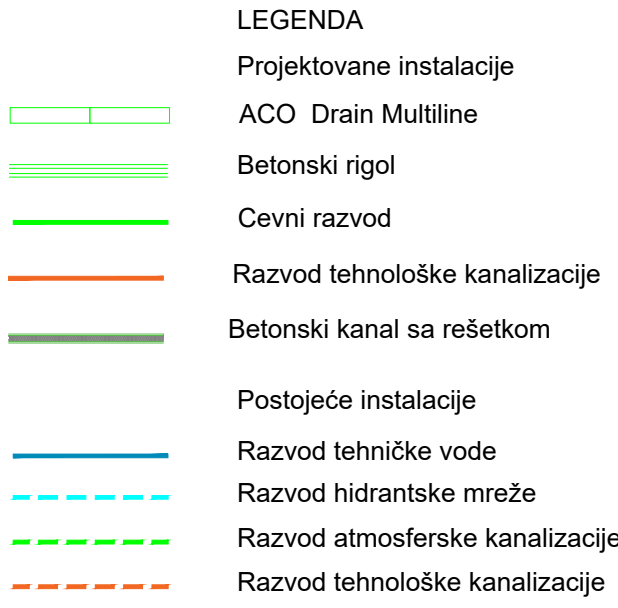 LEGENDA
Projektovane instalacije
ACO Drain Multiline
Betonski rigol
Cevni razvod
Razvod tehnološke kanalizacije
Betonski kanal sa rešetkom
Postojeće instalacije
Razvod tehničke vode
Razvod hidrantske mreže
Razvod atmosferske kanalizacije
Razvod tehnološke kanalizacije